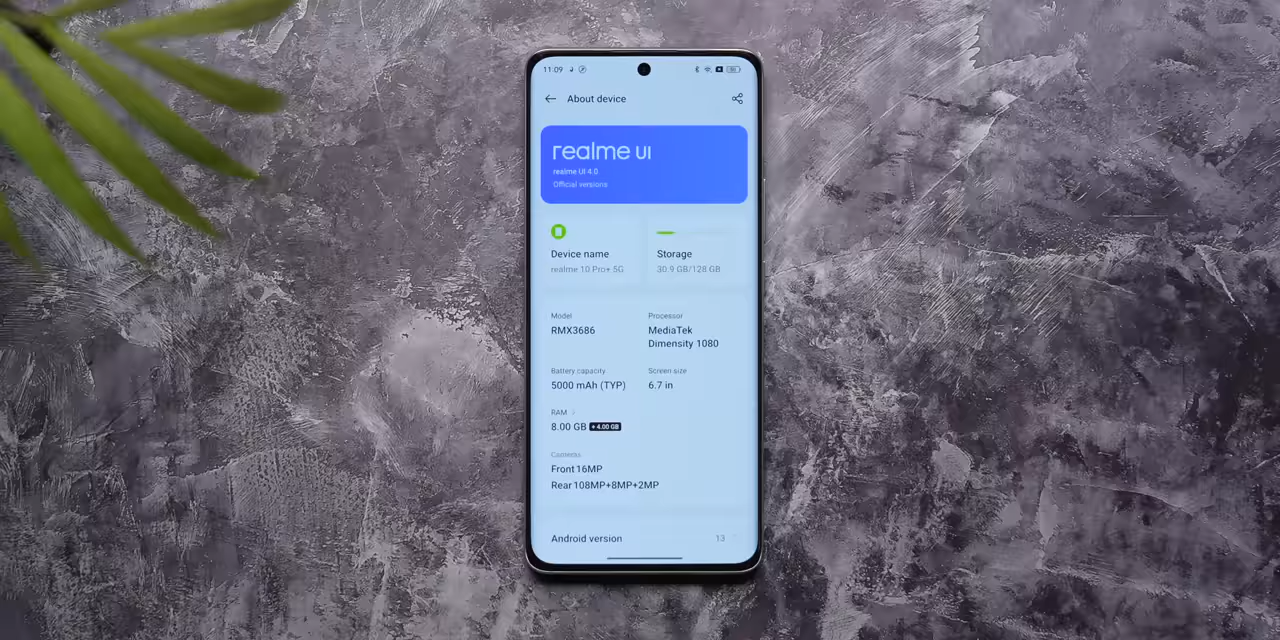 11:09
About device
realme UI
realme UI 4.0
Official versions
Device name
realme 10 Pro+ 5G
Storage
30.9 GB/128 GB
Model
RMX3686
Processor
MediaTek
Dimensity 1080
Battery capacity
5000 mAh (TYP)
Screen size
6.7 in
RAM
8.00 GB + 4.00 GB
Cameras
Front 16MP
Rear 108MP+8MP+2MP
Android version
13